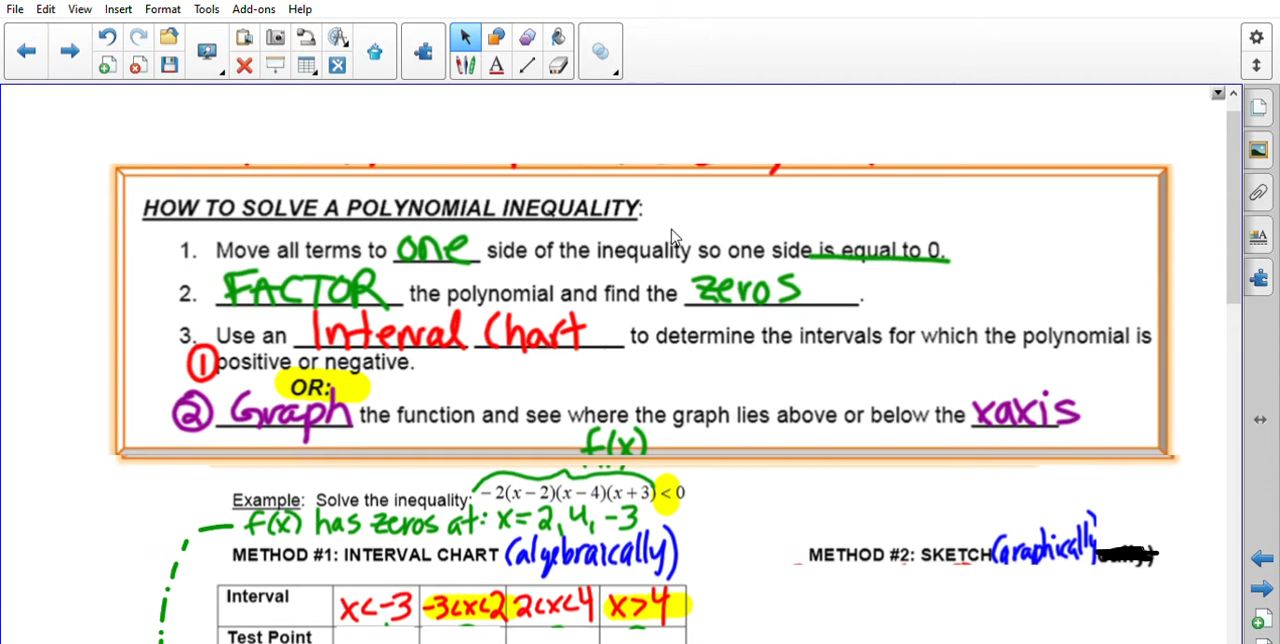 File Edit View Insert Format Tools Add-ons Help
HOW TO SOLVE A POLYNOMIAL INEQUALITY:
1. Move all terms to one side of the inequality so one side is equal to 0.
2. FACTOR the polynomial and find the zeros.
3. Use an Interval Chart to determine the intervals for which the polynomial is
① positive or negative.
OR:
② Graph the function and see where the graph lies above or below the xaxis
f(x)
Example: Solve the inequality: −2(x−2)(x−4)(x+3)<0
f(x) has zeros at: x=2, 4, -3
METHOD #1: INTERVAL CHART (algebraically) METHOD #2: SKETCH (Graphically)
Interval x<-3 -3<x<2 2<x<4 x>4
Test Point